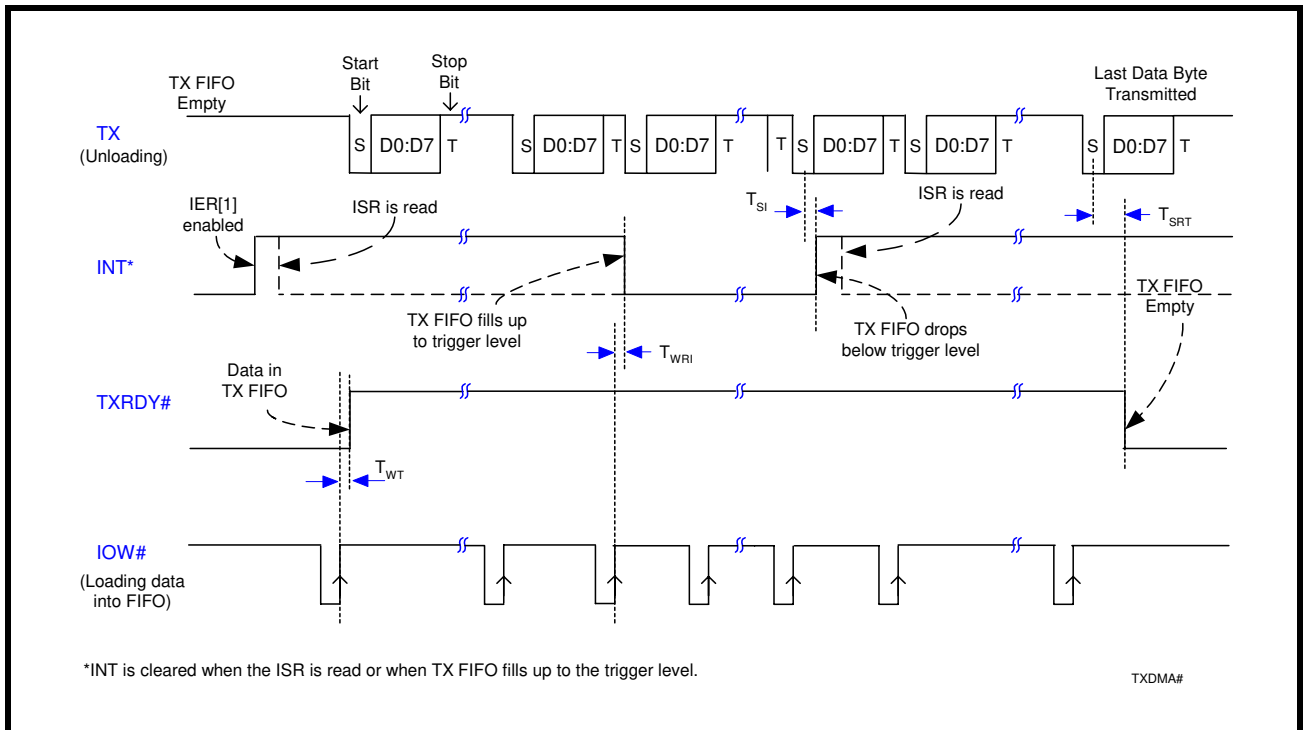 TX FIFO
Empty
Start
Bit
Stop
Bit
Last Data Byte
Transmitted
TX
(Unloading)
S D0:D7 T S D0:D7 T S D0:D7 T T S D0:D7 T S D0:D7 T S D0:D7 T
IER[1]
enabled
ISR is read
TSI
ISR is read
TSRT
INT*
TX FIFO fills up
to trigger level
TX FIFO drops
below trigger level
TX FIFO
Empty
TWRI
Data in
TX FIFO
TXRDY#
TWT
IOW#
(Loading data
into FIFO)
*INT is cleared when the ISR is read or when TX FIFO fills up to the trigger level.
TXDMA#